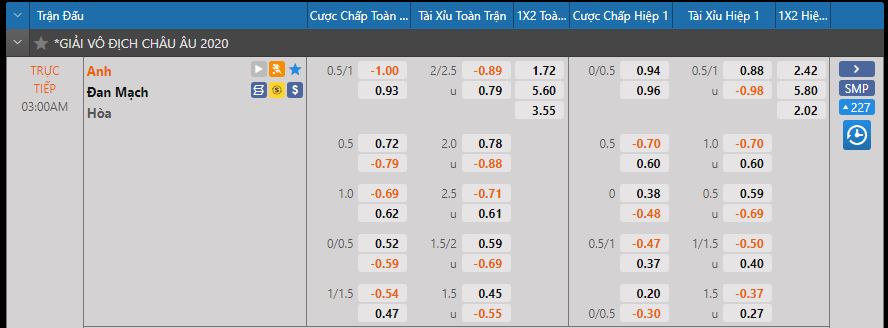 Trận Đấu Cược Chấp Toàn ... Tài Xỉu Toàn Trận 1X2 Toà... Cược Chấp Hiệp 1 Tài Xỉu Hiệp 1 1X2 Hiệ...
*GIẢI VÔ ĐỊCH CHÂU ÂU 2020
TRỰC Anh 0.5/1 -1.00 2/2.5 -0.89 1.72 0/0.5 0.94 0.5/1 0.88 2.42
TIẾP Đan Mạch 0.93 u 0.79 5.60 0.96 u -0.98 5.80 SMP
03:00AM Hòa 3.55 2.02 227
0.5 0.72 2.0 0.78 0.5 -0.70 1.0 -0.70
-0.79 u -0.88 0.60 u 0.60
1.0 -0.69 2.5 -0.71 0 0.38 0.5 0.59
0.62 u 0.61 -0.48 u -0.69
0/0.5 0.52 1.5/2 0.59 0.5/1 -0.47 1/1.5 -0.50
-0.59 u -0.69 0.37 u 0.40
1/1.5 -0.54 1.5 0.45 0.20 1.5 -0.37
0.47 u -0.55 0/0.5 -0.30 u 0.27